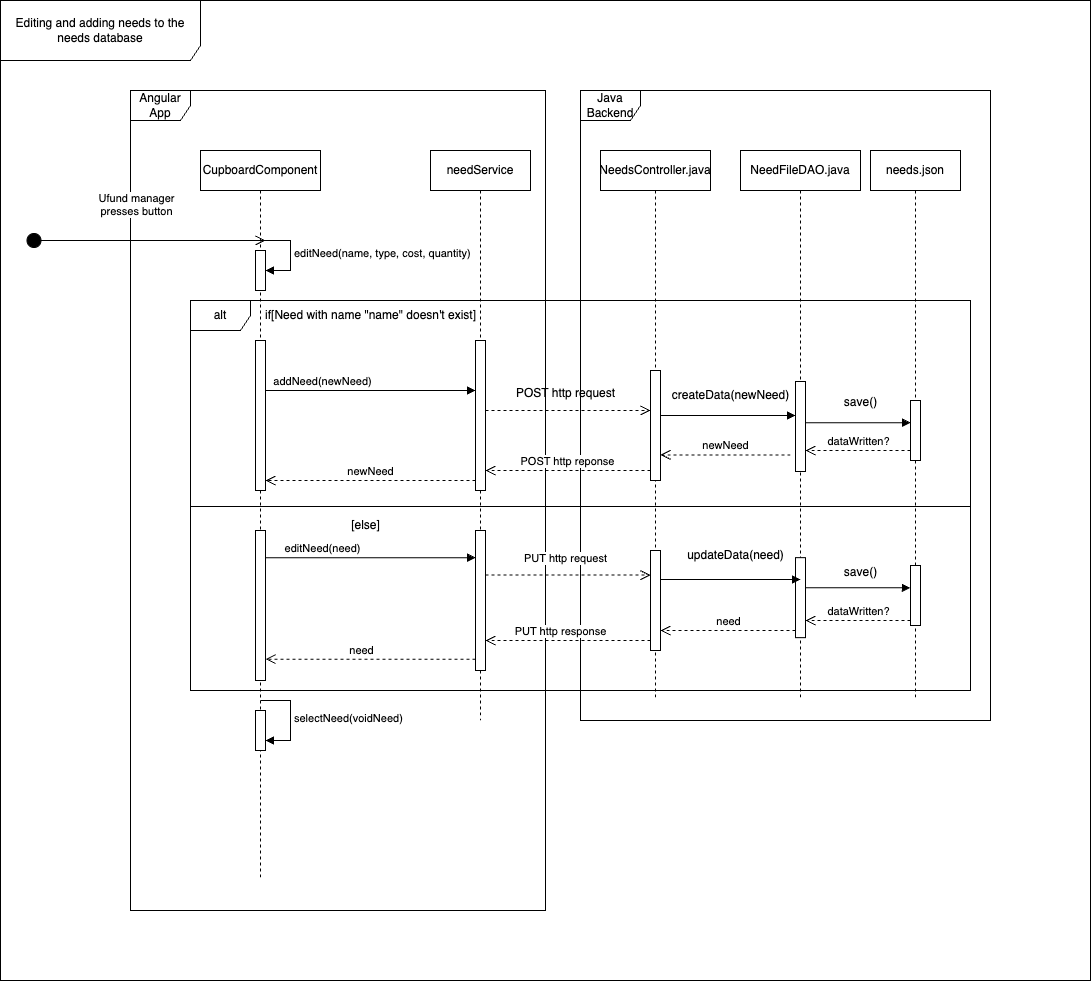 Editing and adding needs to the
needs database
Angular
App
Java
Backend
CupboardComponent
needService
NeedsController.java
NeedFileDAO.java
needs.json
Ufund manager
presses button
editNeed(name, type, cost, quantity)
alt
if[Need with name "name" doesn't exist]
addNeed(newNeed)
POST http request
createData(newNeed)
save()
dataWritten?
newNeed
POST http reponse
newNeed
[else]
editNeed(need)
PUT http request
updateData(need)
save()
dataWritten?
need
PUT http response
need
selectNeed(voidNeed)